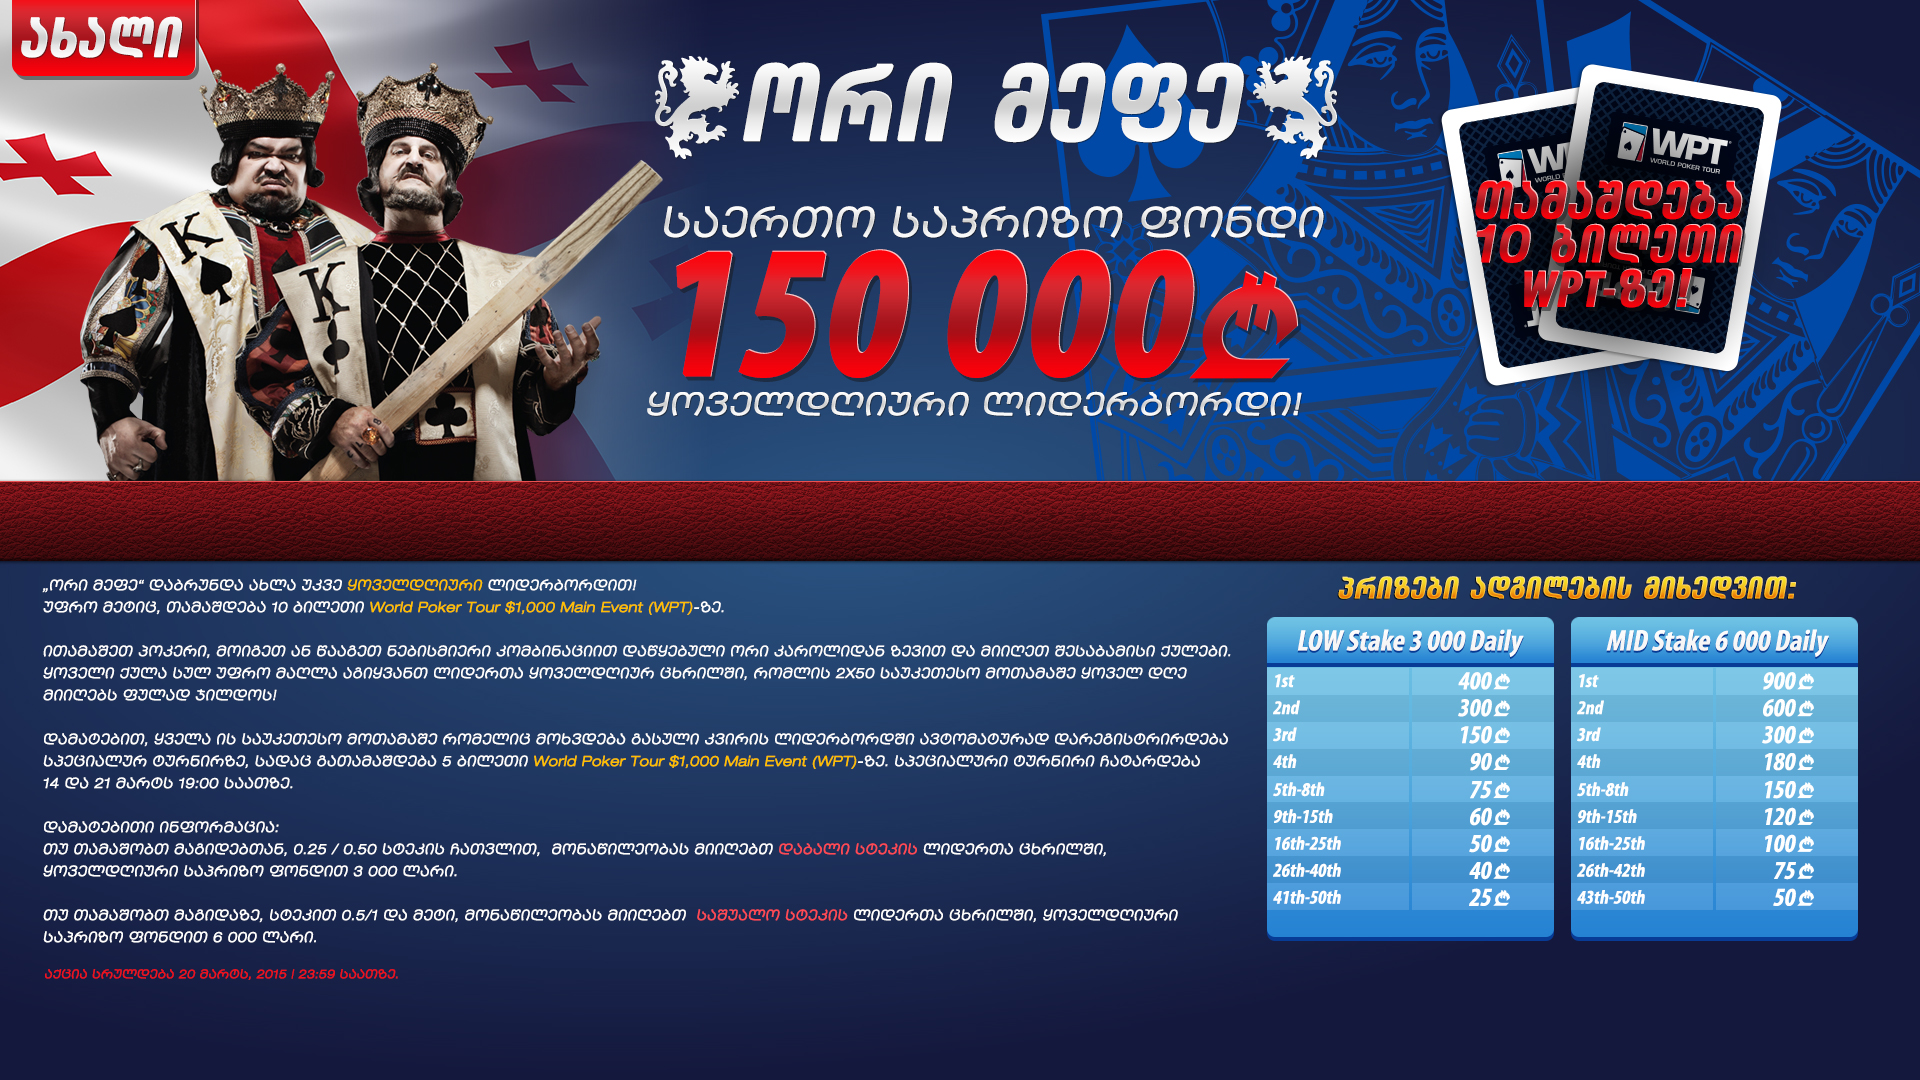 ახალი
ორი მეფე
საერთო საპრიზო ფონდი
150 000₾
ყოველდღიური ლიდერბორდი!
WPT
WORLD POKER TOUR
თამაშდება
10 ბილეთი
WPT-ზე!
K
K
„ორი მეფე“ დაბრუნდა ახლა უკვე ყოველდღიური ლიდერბორდით!
უფრო მეტიც, თამაშდება 10 ბილეთი World Poker Tour $1,000 Main Event (WPT)-ზე.
ითამაშეთ პოკერი, მოიგეთ ან წააგეთ ნებისმიერი კომბინაციით დაწყებული ორი კაროლიდან ზევით და მიიღეთ შესაბამისი ქულები.
ყოველი ქულა სულ უფრო მაღლა აგიყვანთ ლიდერთა ყოველდღიურ ცხრილში, რომლის 2X50 საუკეთესო მოთამაშე ყოველ დღე
მიიღებს ფულად ჯილდოს!
დამატებით, ყველა ის საუკეთესო მოთამაშე რომელიც მოხვდება გასული კვირის ლიდერბორდში ავტომატურად დარეგისტრირდება
სპეციალურ ტურნირზე, სადაც გათამაშდება 5 ბილეთი World Poker Tour $1,000 Main Event (WPT)-ზე. სპეციალური ტურნირი ჩატარდება
14 და 21 მარტს 19:00 საათზე.
დამატებითი ინფორმაცია:
თუ თამაშობთ მაგიდებთან, 0.25 / 0.50 სტეკის ჩათვლით, მონაწილეობას მიიღებთ დაბალი სტეკის ლიდერთა ცხრილში,
ყოველდღიური საპრიზო ფონდით 3 000 ლარი.
თუ თამაშობთ მაგიდაზე, სტეკით 0.5/1 და მეტი, მონაწილეობას მიიღებთ საშუალო სტეკის ლიდერთა ცხრილში, ყოველდღიური
საპრიზო ფონდით 6 000 ლარი.
აქცია სრულდება 20 მარტს, 2015 | 23:59 საათზე.
პრიზები ადგილების მიხედვით:
LOW Stake 3 000 Daily
1st 400₾
2nd 300₾
3rd 150₾
4th 90₾
5th-8th 75₾
9th-15th 60₾
16th-25th 50₾
26th-40th 40₾
41th-50th 25₾
MID Stake 6 000 Daily
1st 900₾
2nd 600₾
3rd 300₾
4th 180₾
5th-8th 150₾
9th-15th 120₾
16th-25th 100₾
26th-42th 75₾
43th-50th 50₾